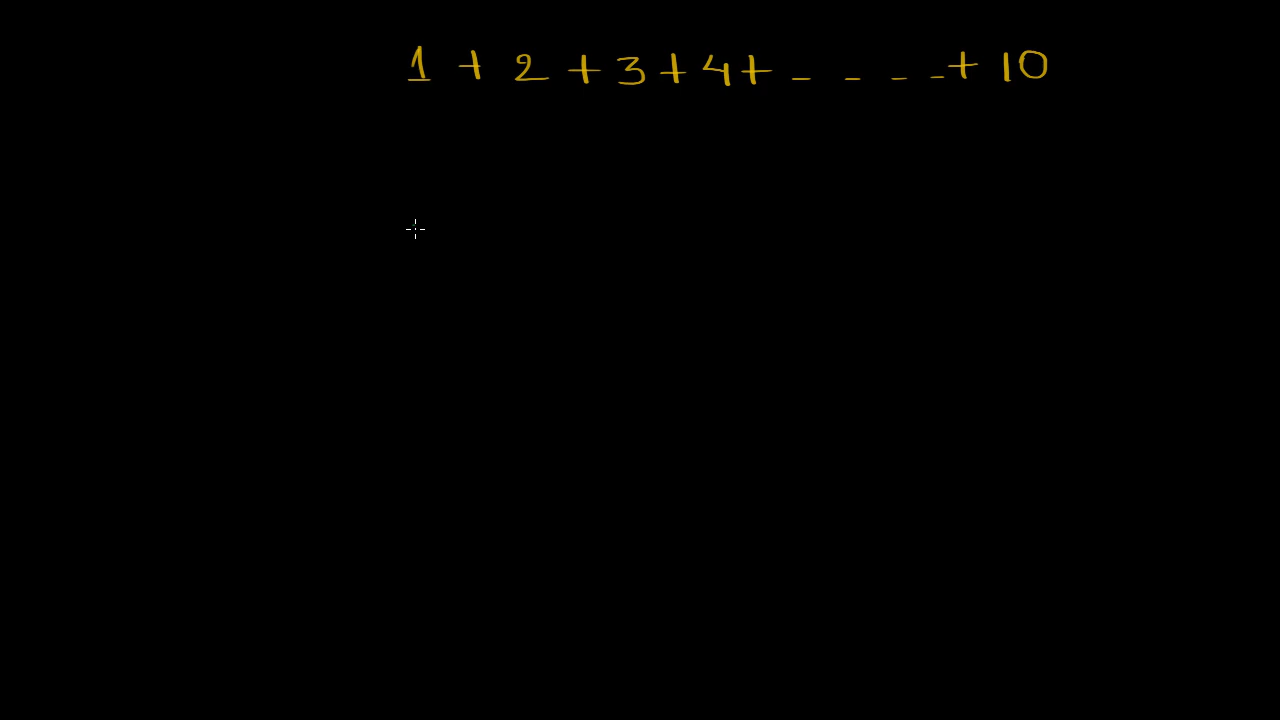 1 + 2 + 3 + 4 + - - - - + 10